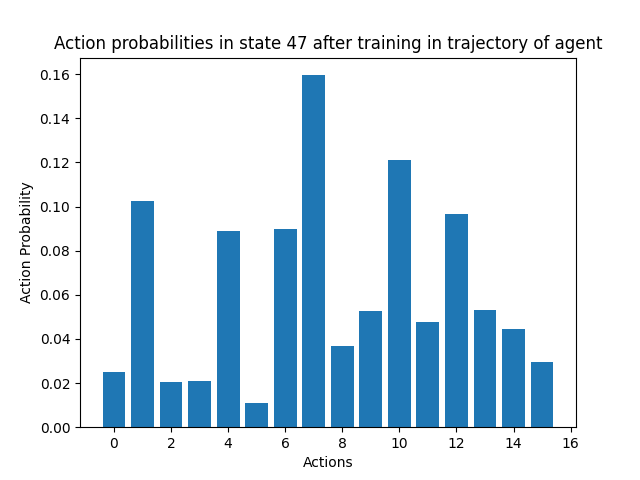 Action probabilities in state 47 after training in trajectory of agent
0.16
0.14
0.12
0.10
0.08
0.06
0.04
0.02
0.00
Action Probability
0 2 4 6 8 10 12 14 16
Actions